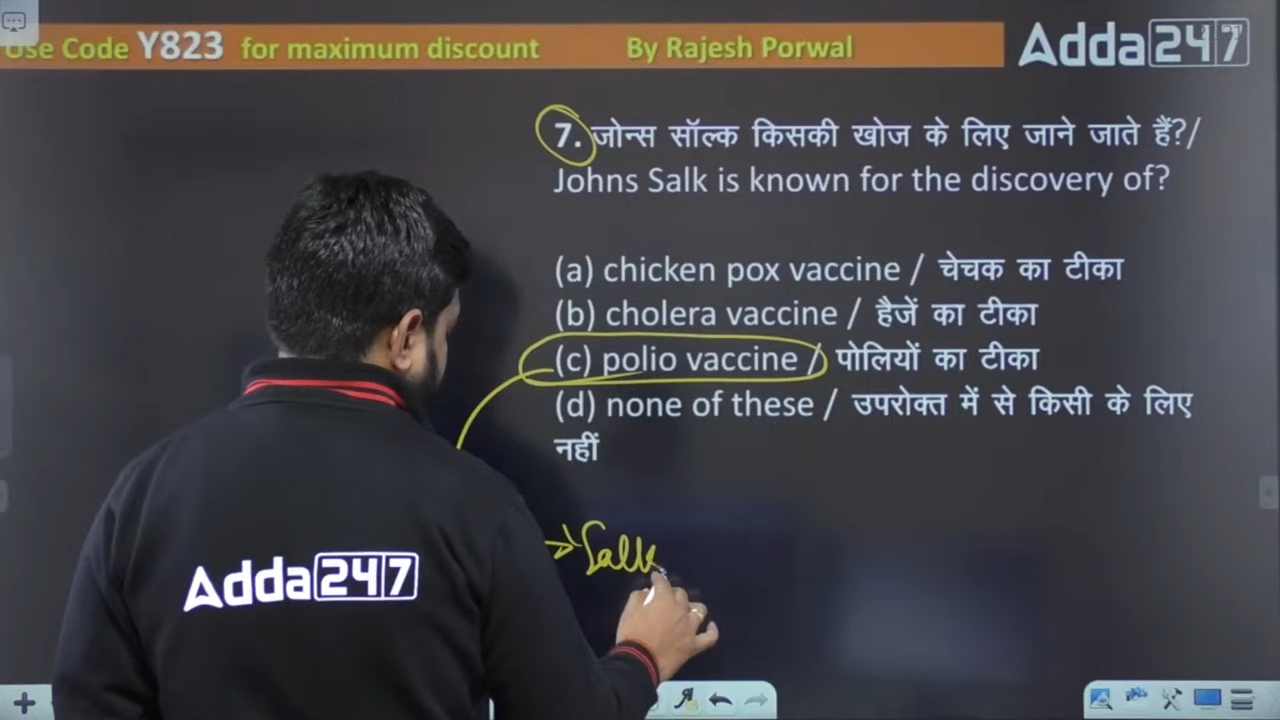 Use Code Y823 for maximum discount By Rajesh Porwal
Adda247
7. जोन्स सॉल्क किसकी खोज के लिए जाने जाते हैं?/
Johns Salk is known for the discovery of?
(a) chicken pox vaccine / चेचक का टीका
(b) cholera vaccine / हैजें का टीका
(c) polio vaccine / पोलियों का टीका
(d) none of these / उपरोक्त में से किसी के लिए
नहीं
Salk
Adda247